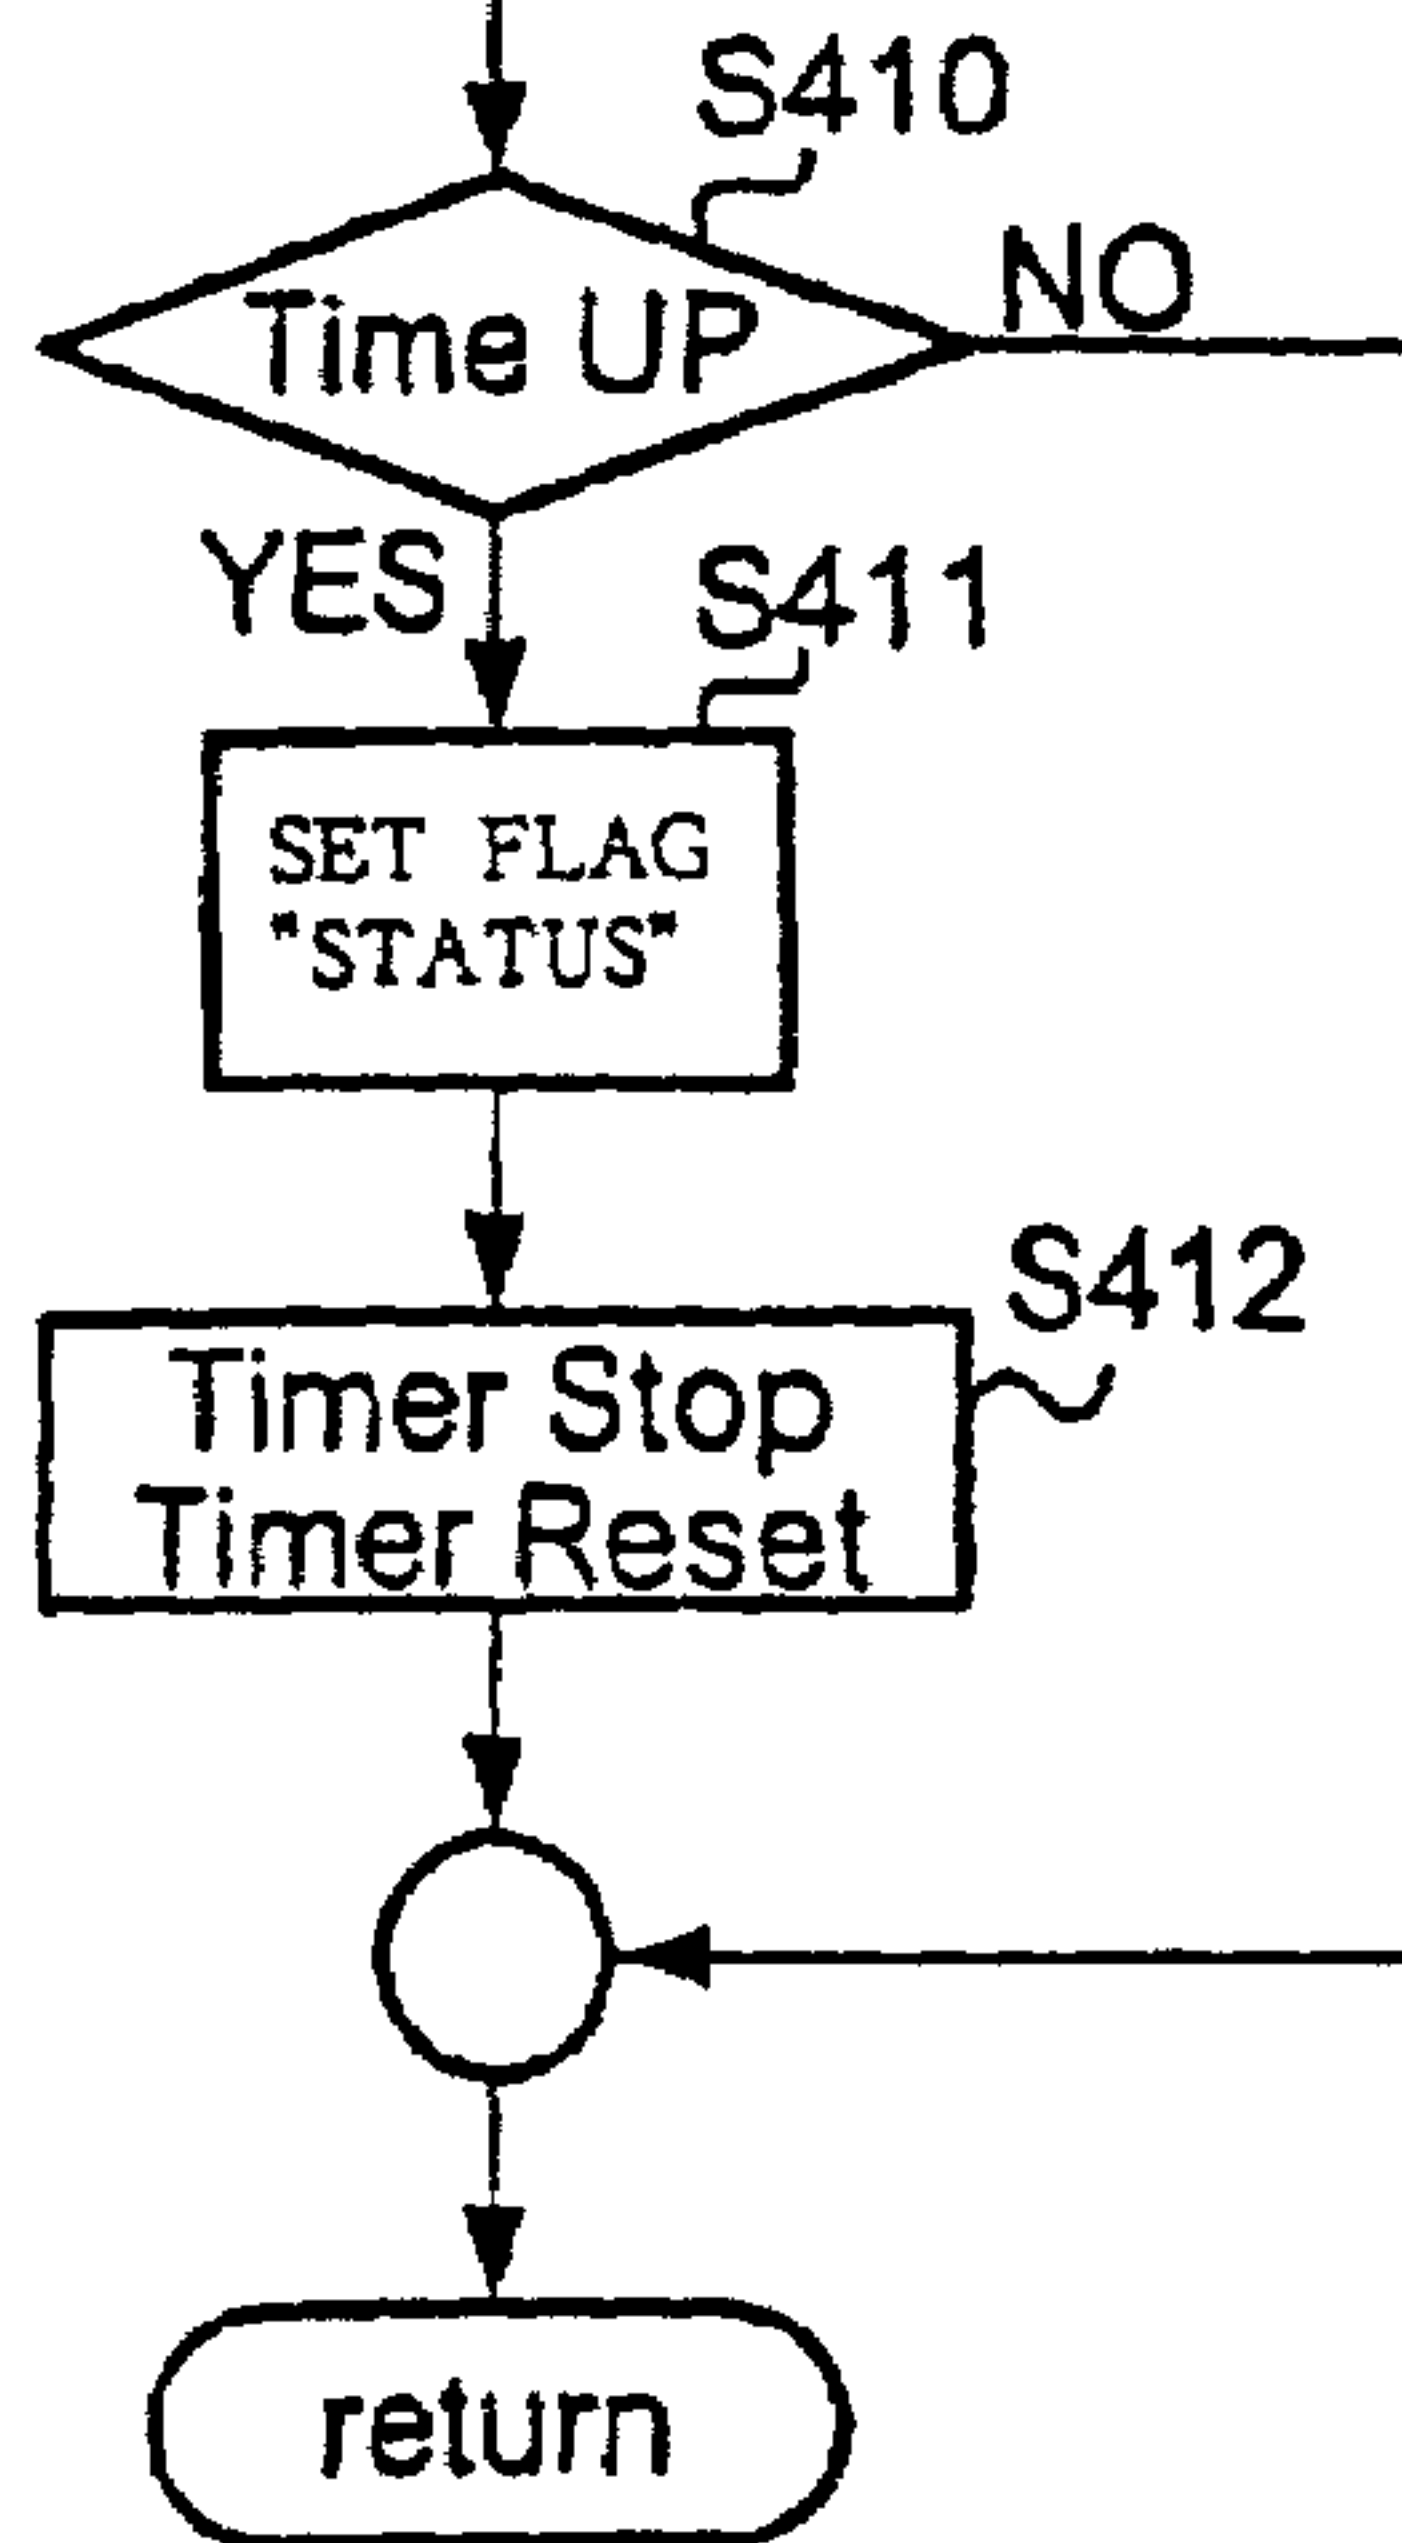 S410
Time UP
NO
YES
S411
SET FLAG
"STATUS"
S412
Timer Stop
Timer Reset
return